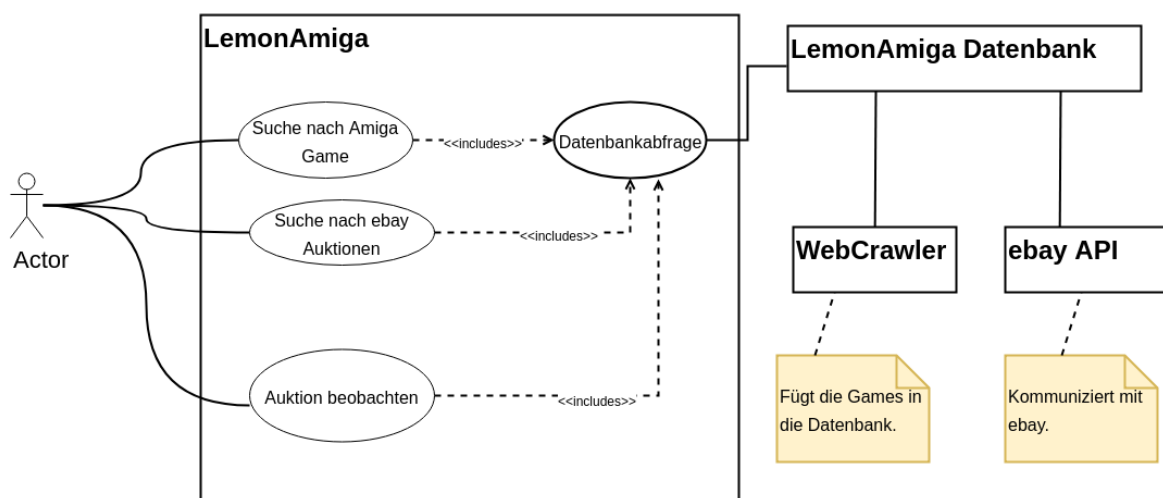 LemonAmiga
LemonAmiga Datenbank
Suche nach Amiga
Game
<<includes>>
Datenbankabfrage
Suche nach ebay
Auktionen
<<includes>>
WebCrawler
ebay API
Actor
Auktion beobachten
<<includes>>
Fügt die Games in
die Datenbank.
Kommuniziert mit
ebay.